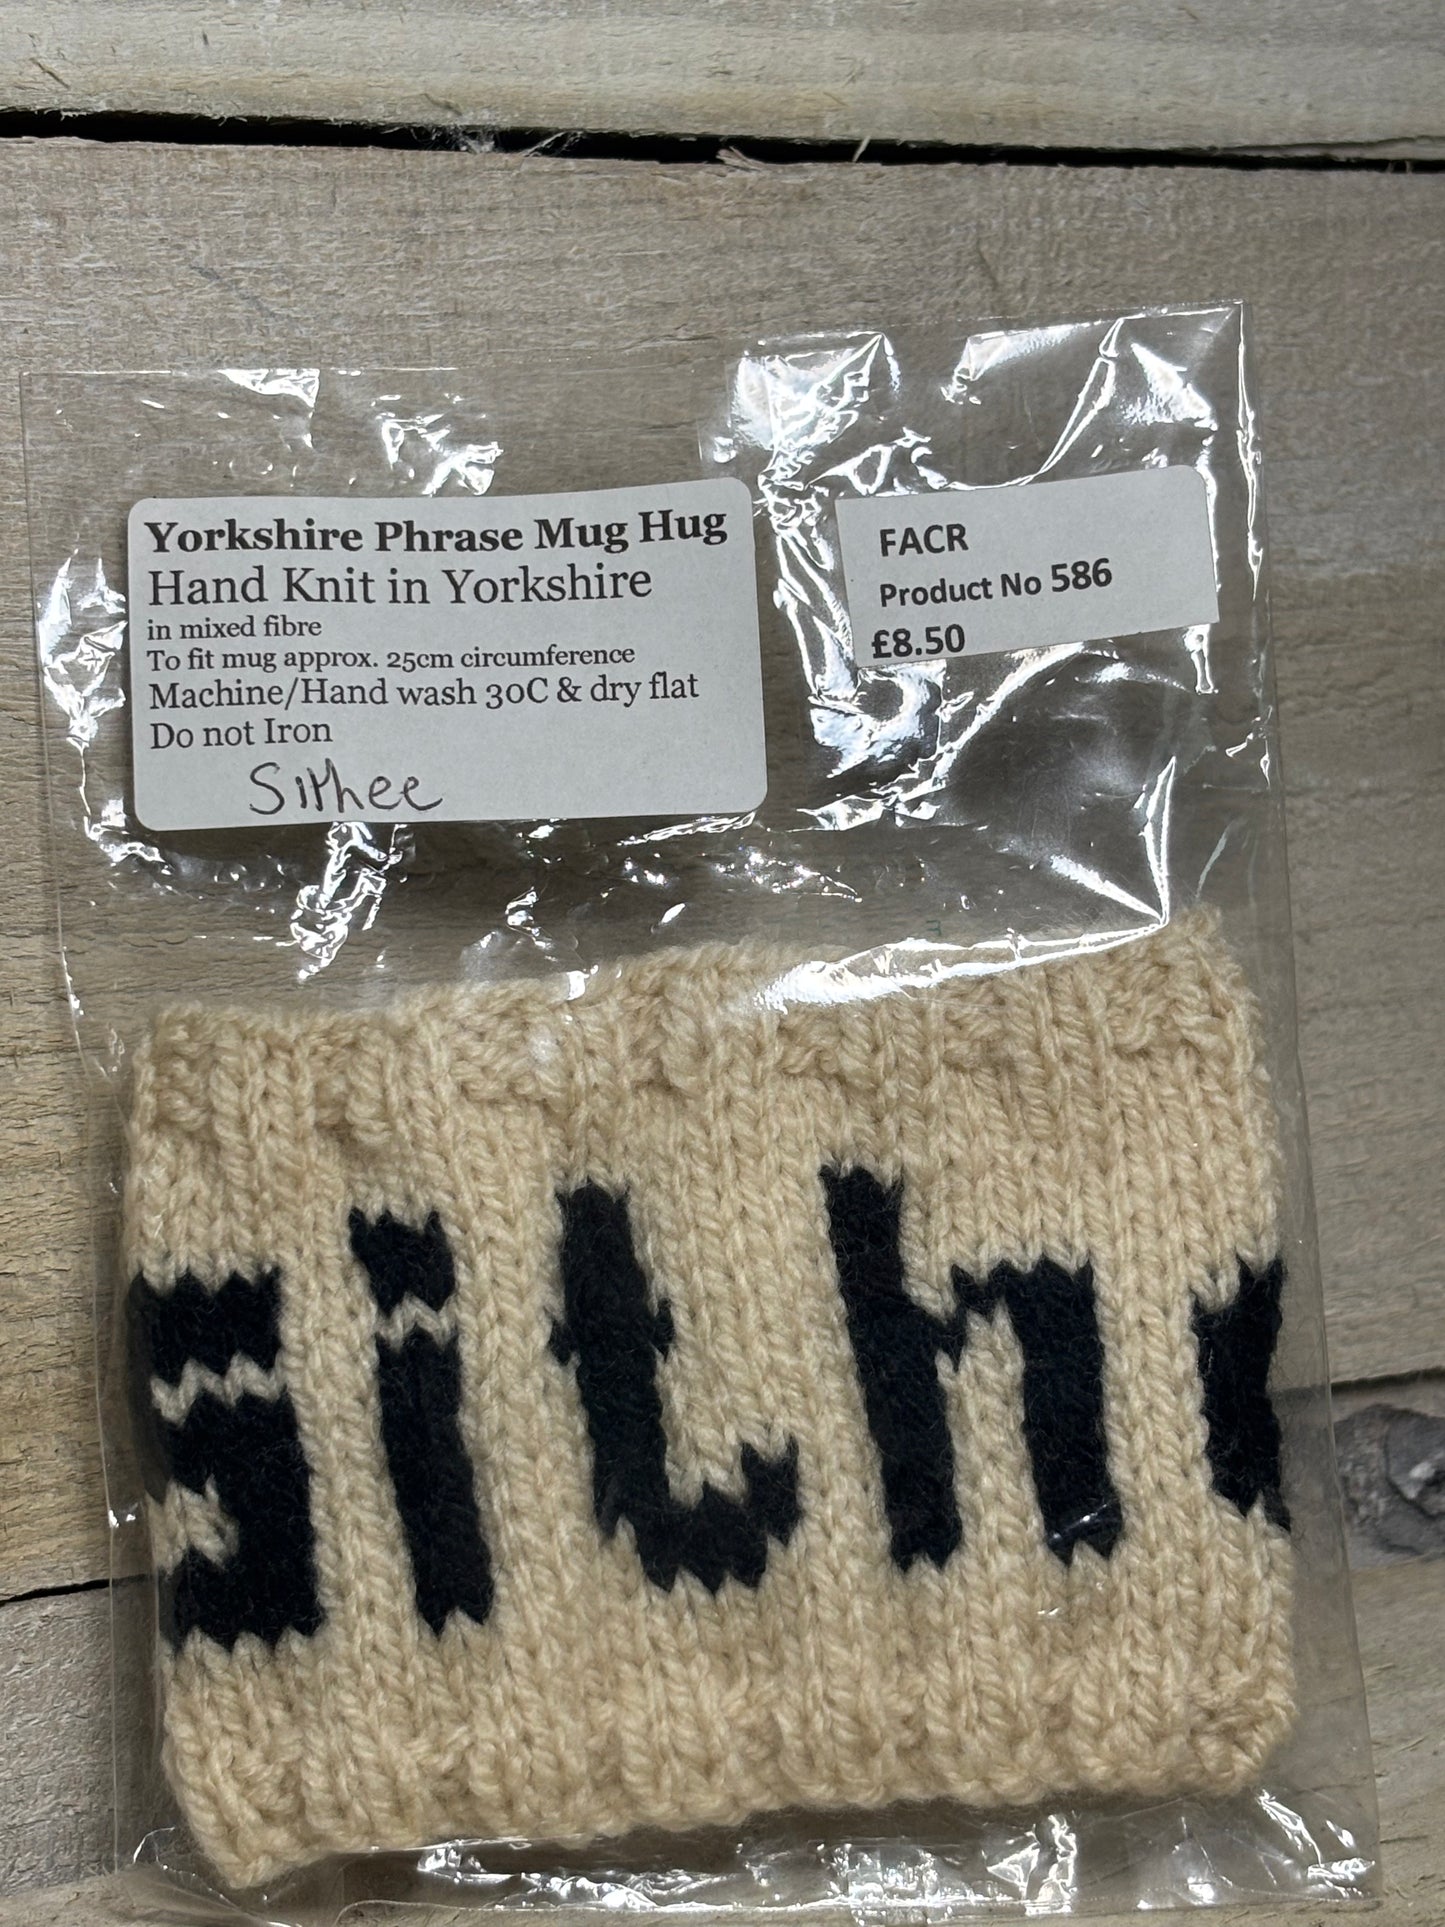 Yorkshire Phrase Mug Hug
Hand Knit in Yorkshire
in mixed fibre
To fit mug approx. 25cm circumference
Machine/Hand wash 30C & dry flat
Do not Iron
Sithee
FACR
Product No 586
£8.50
sith